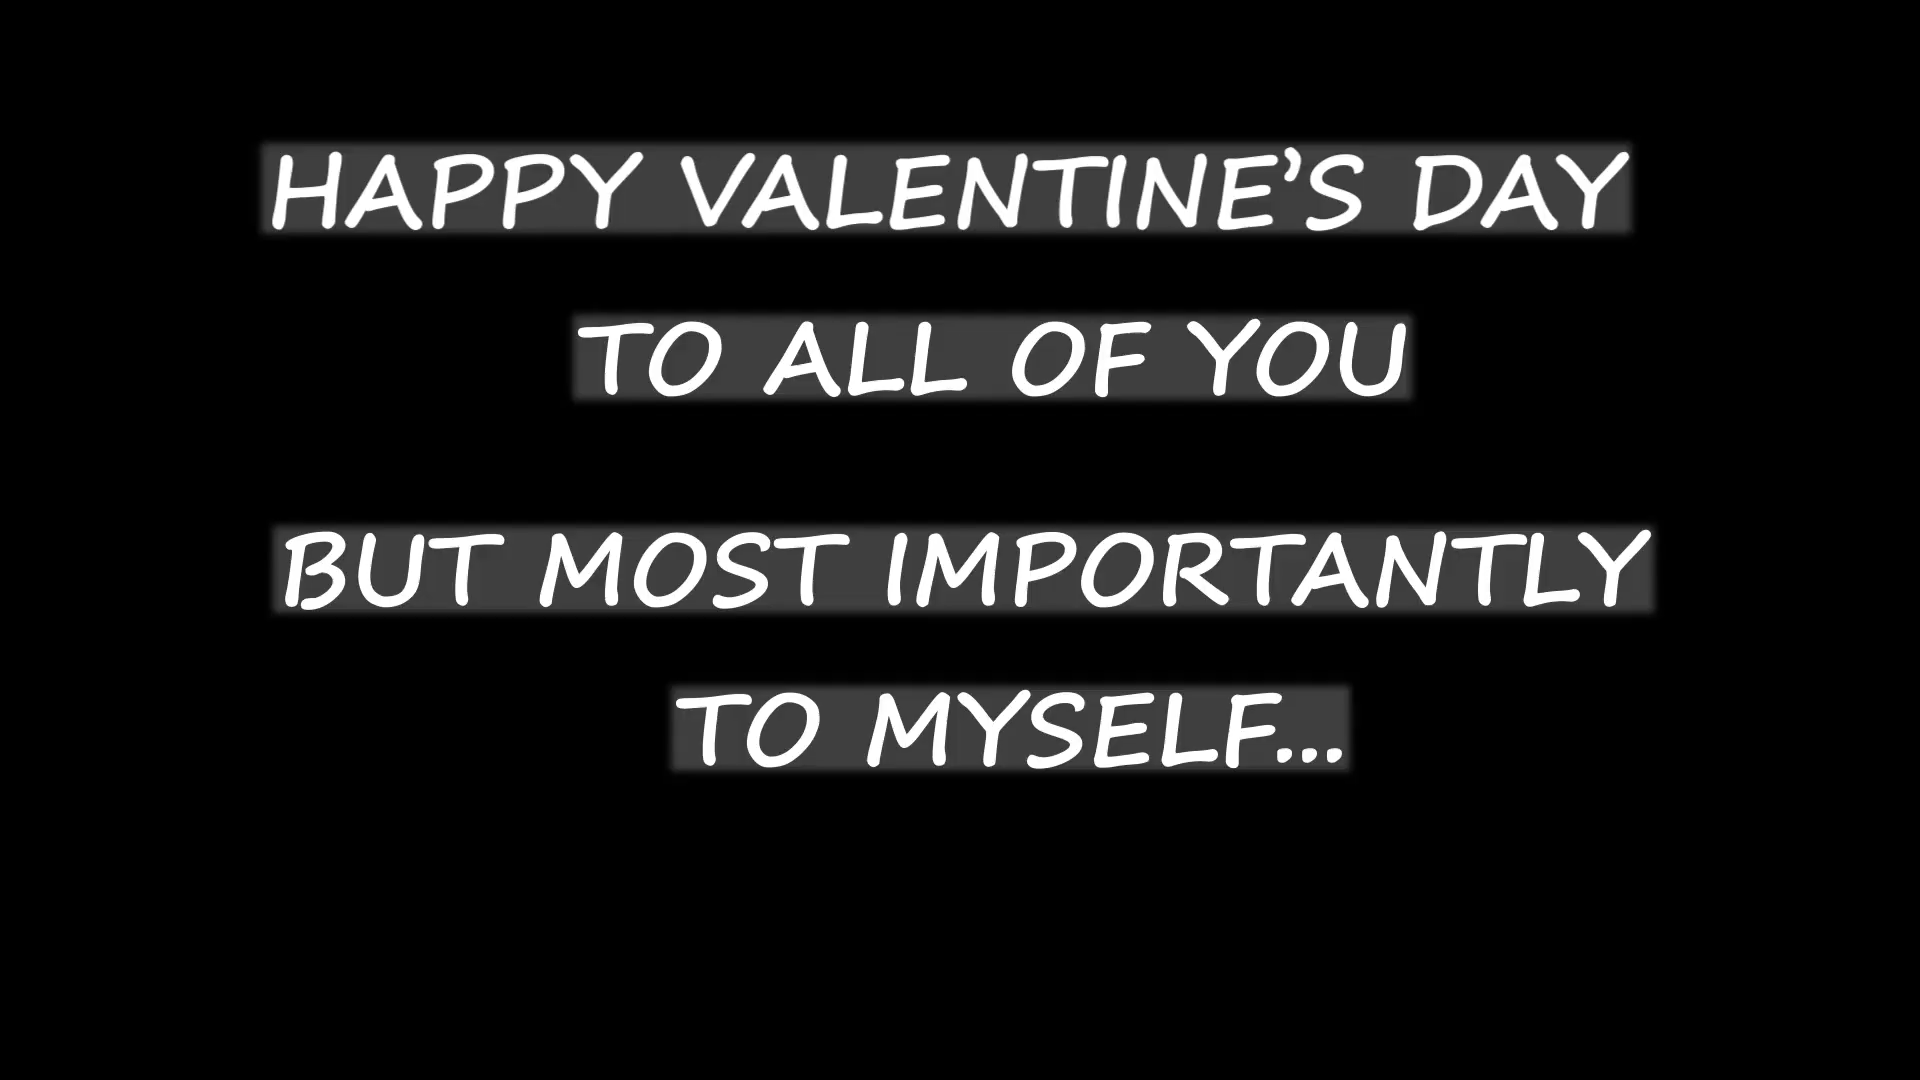 HAPPY VALENTINE’S DAY
TO ALL OF YOU
BUT MOST IMPORTANTLY
TO MYSELF...